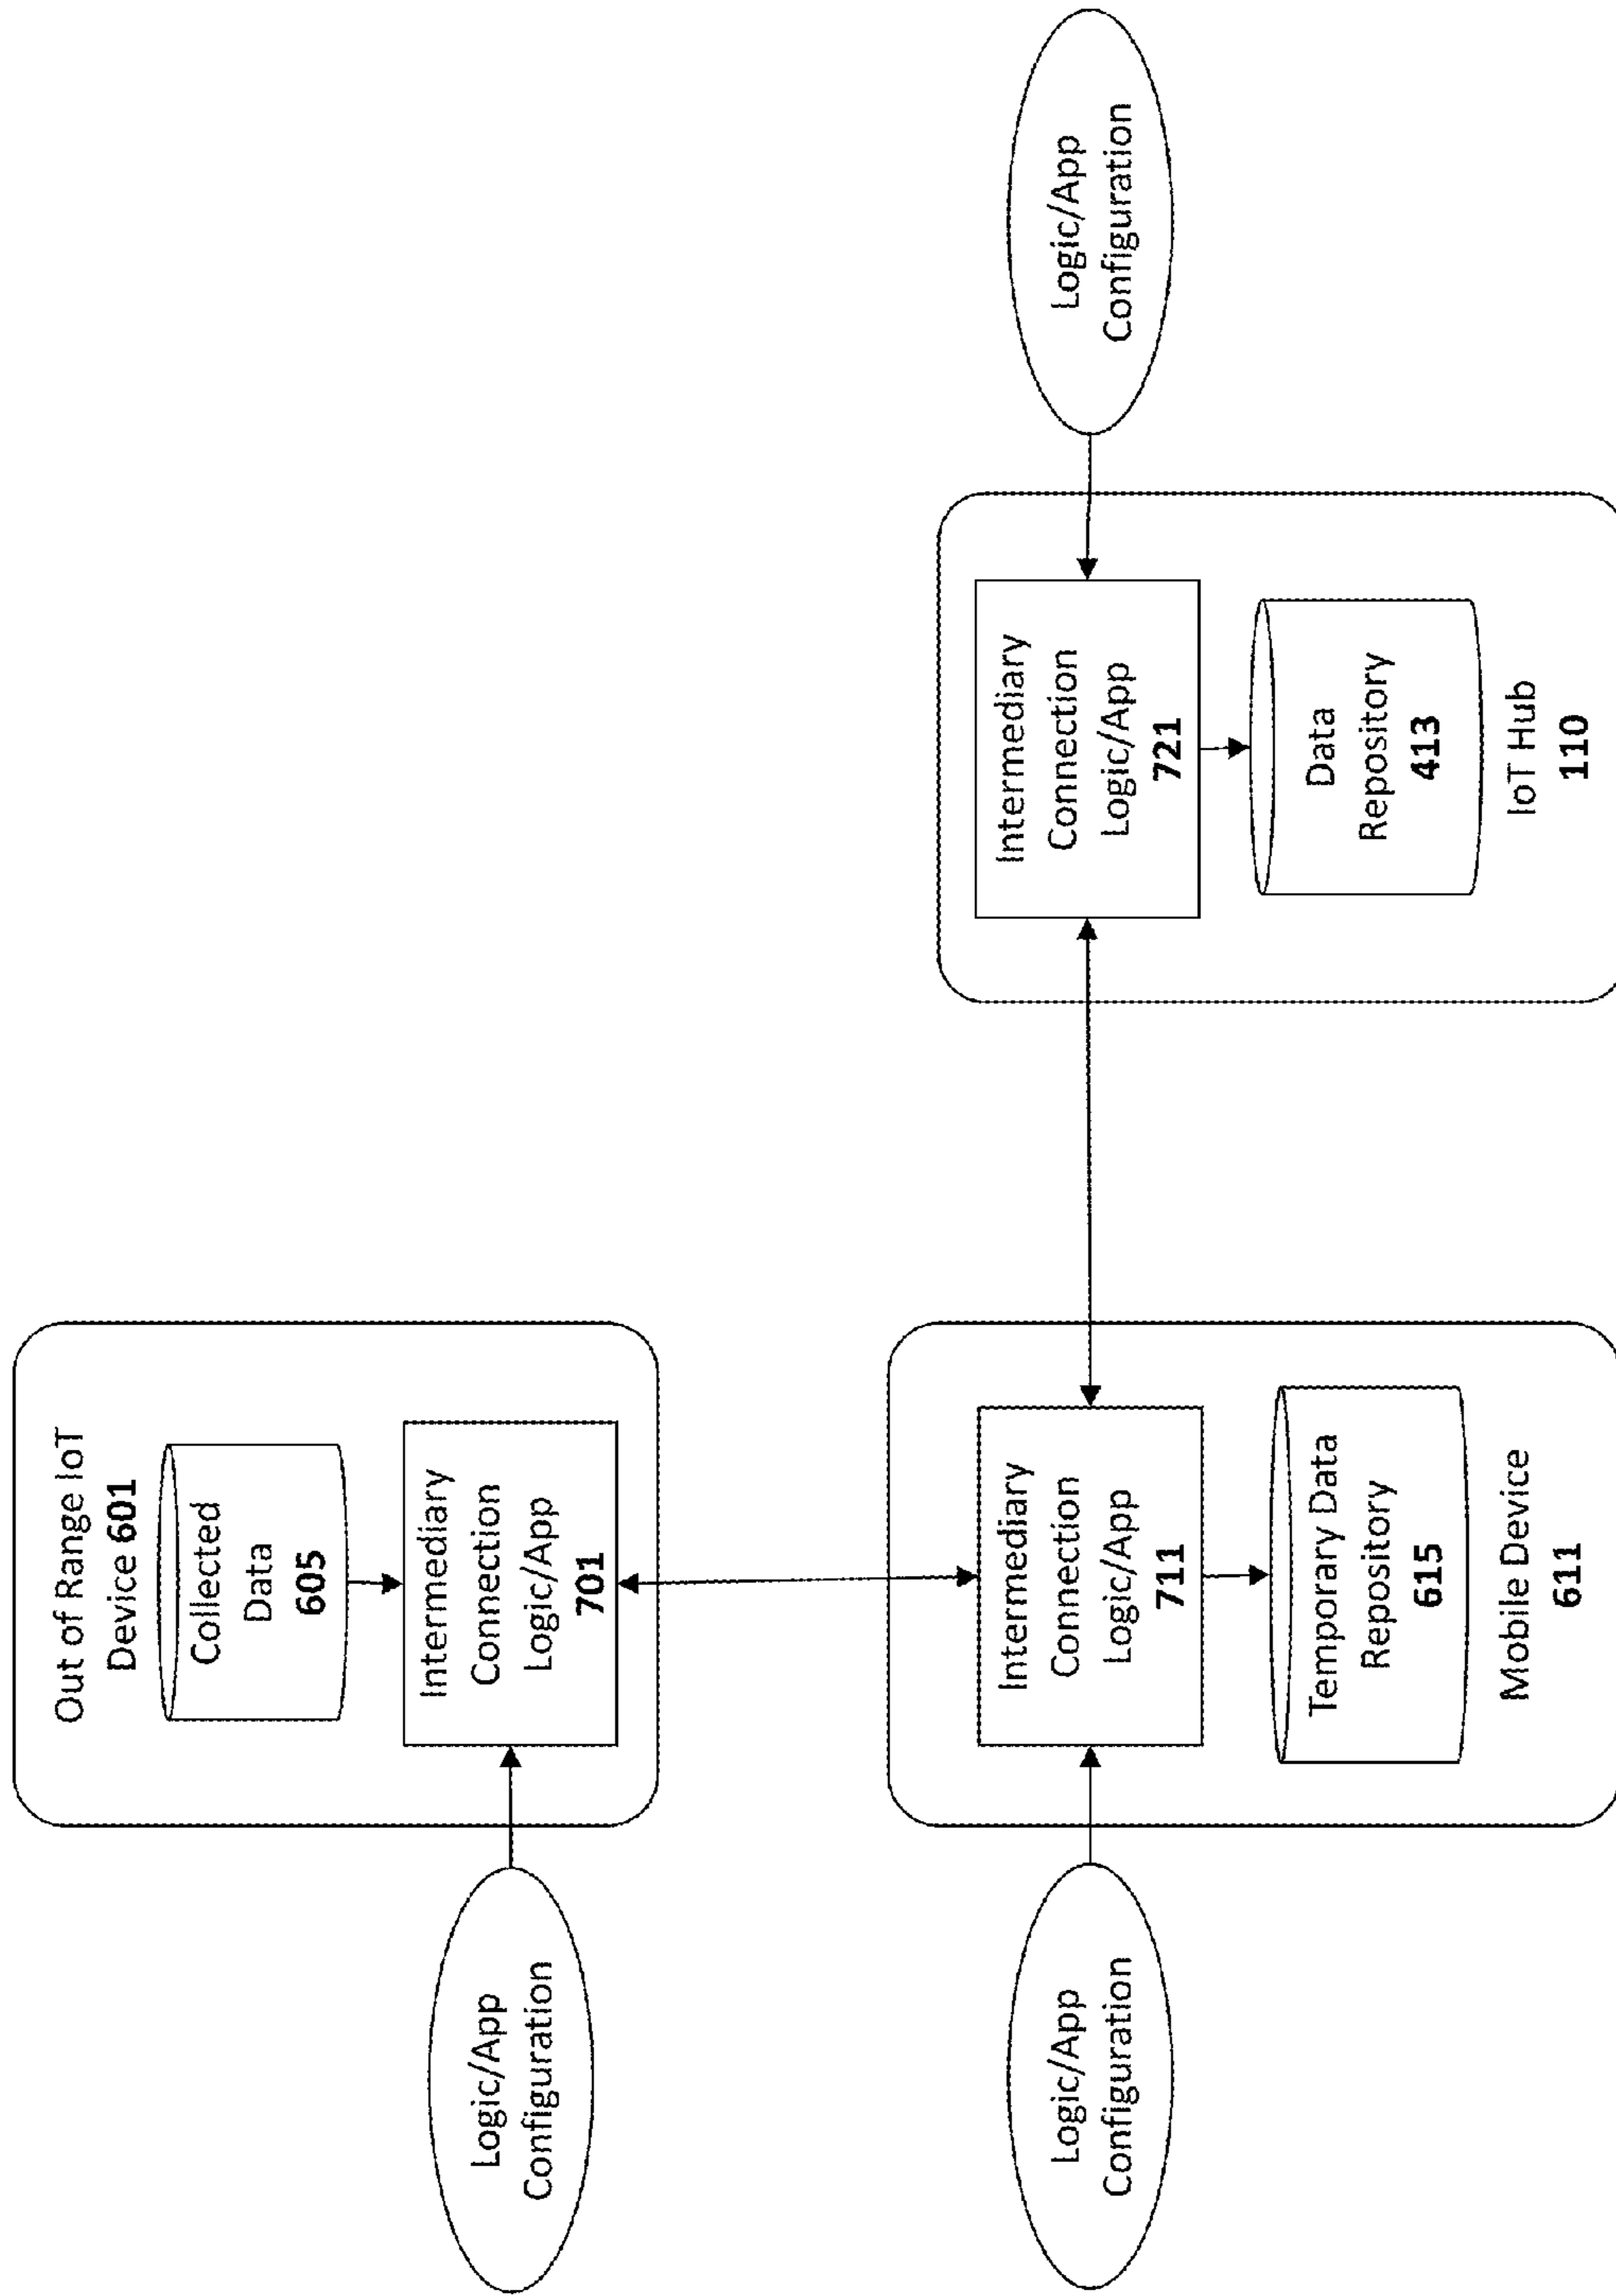 Out of Range IoT
Device 601
Collected
Data
605
Intermediary
Connection
Logic/App
701
Logic/App
Configuration
Logic/App
Configuration
Intermediary
Connection
Logic/App
711
Temporary Data
Repository
615
Mobile Device
611
Intermediary
Connection
Logic/App
721
Data
Repository
413
IoT Hub
110
Logic/App
Configuration